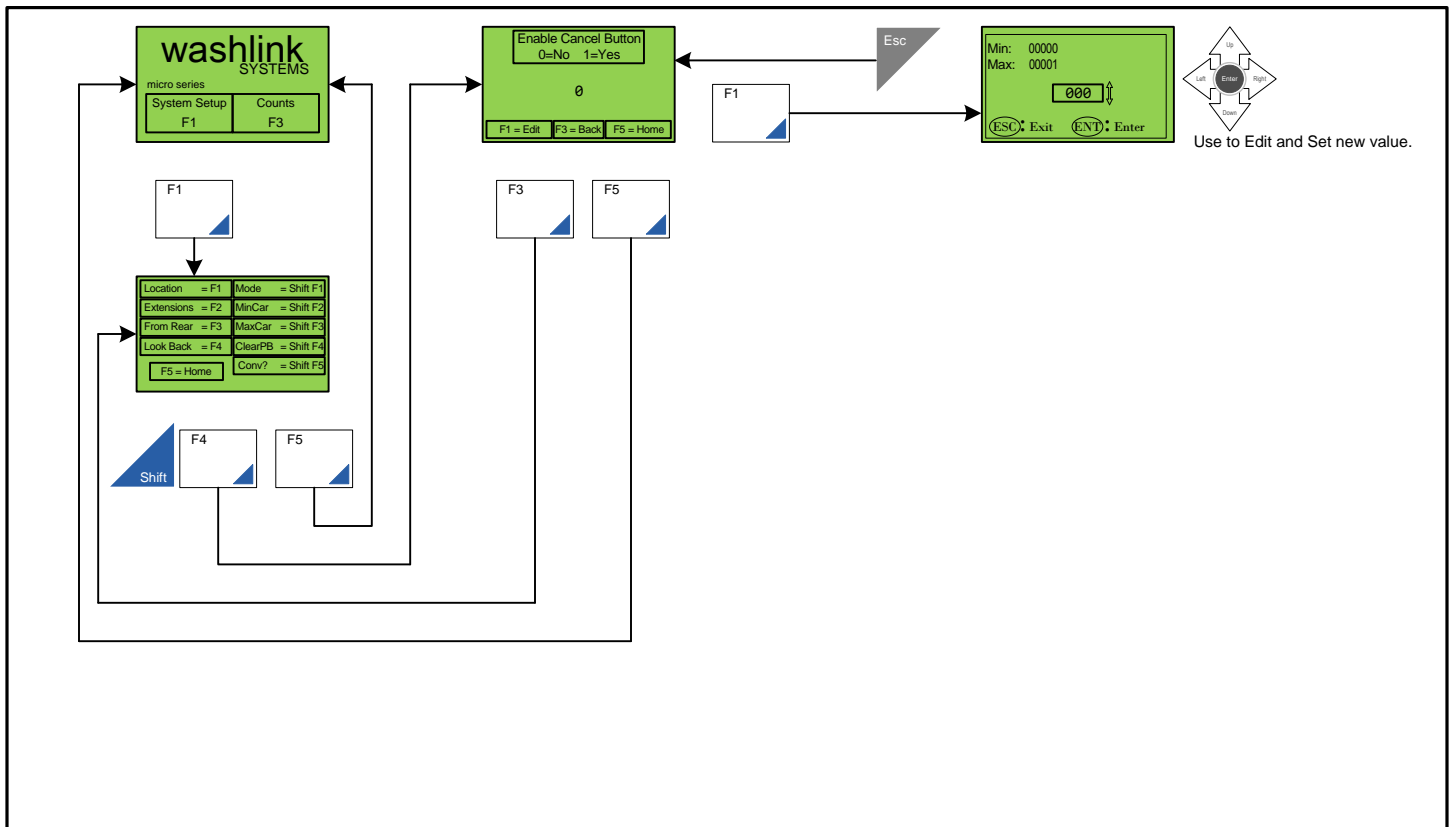 washlink
SYSTEMS
micro series
System Setup Counts
F1 F3
Enable Cancel Button
0=No 1=Yes
0
F1 = Edit F3 = Back F5 = Home
Esc
F1
Min: 00000
Max: 00001
000
ESC: Exit ENT: Enter
Up
Left Enter Right
Down
Use to Edit and Set new value.
F1
F3
F5
Location = F1 Mode = Shift F1
Extensions = F2 MinCar = Shift F2
From Rear = F3 MaxCar = Shift F3
Look Back = F4 ClearPB = Shift F4
F5 = Home Conv? = Shift F5
Shift
F4
F5